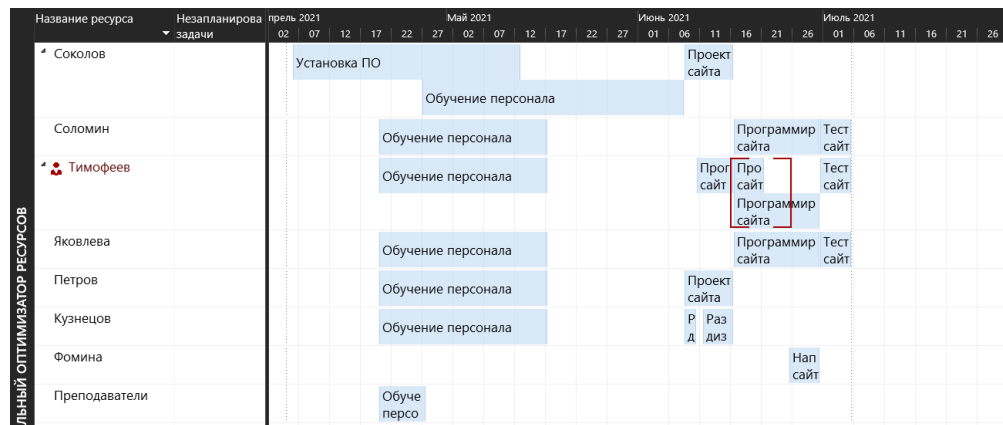 Название ресурса
Незапланирова
задачи
прель 2021
Май 2021
Июнь 2021
Июль 2021
02 07 12 17 22 27 02 07 12 17 22 27 01 06 11 16 21 26 01 06 11 16 21 26
ЛЬНЫЙ ОПТИМИЗАТОР РЕСУРСОВ
Соколов
Установка ПО
Проект
сайта
Обучение персонала
Соломин
Обучение персонала
Программир
сайта
Тест
сайт
Тимофеев
Обучение персонала
Прог
сайт
Про
сайт
Тест
сайт
Программир
сайта
Яковлева
Обучение персонала
Программир
сайта
Тест
сайт
Петров
Обучение персонала
Проект
сайта
Кузнецов
Обучение персонала
Р
д
Раз
диз
Фомина
Нап
сайт
Преподаватели
Обуче
персо